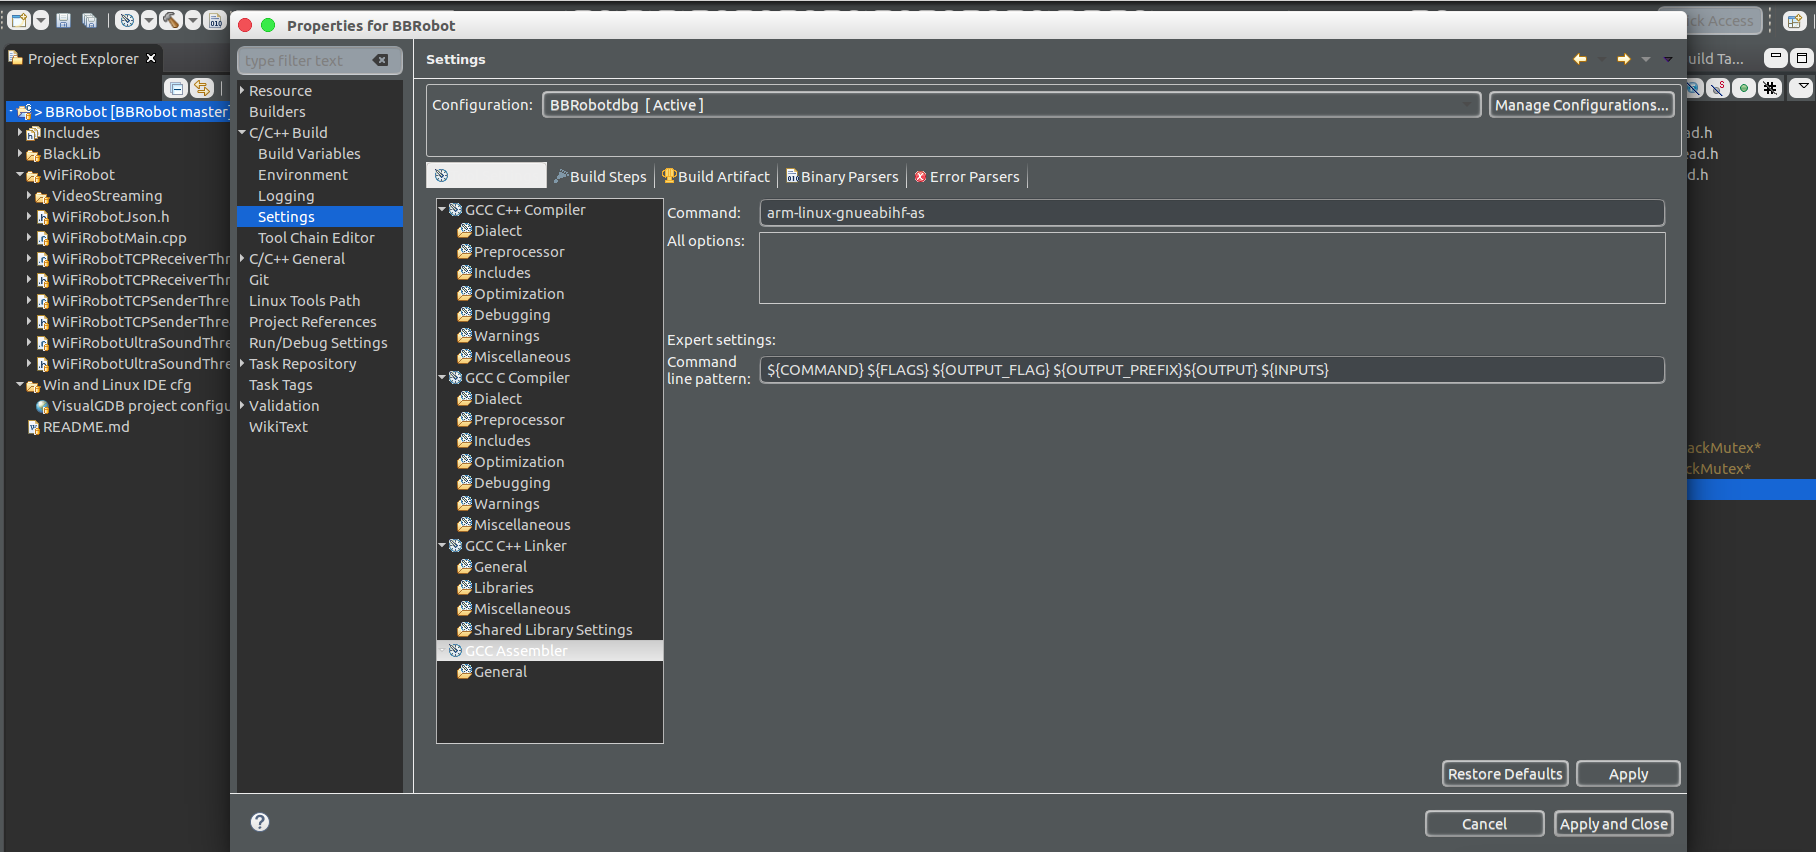 Properties for BBRobot
Project Explorer
> BBRobot [BBRobot master]
Includes
BlackLib
WiFiRobot
VideoStreaming
WiFiRobotJson.h
WiFiRobotMain.cpp
WiFiRobotTCPReceiverThr
WiFiRobotTCPReceiverThr
WiFiRobotTCPSenderThre
WiFiRobotTCPSenderThre
WiFiRobotUltraSoundThre
WiFiRobotUltraSoundThre
Win and Linux IDE cfg
VisualGDB project configu
README.md
type filter text
Resource
Builders
C/C++ Build
Build Variables
Environment
Logging
Settings
Tool Chain Editor
C/C++ General
Git
Linux Tools Path
Project References
Run/Debug Settings
Task Repository
Task Tags
Validation
WikiText
Settings
Configuration: BBRobotdbg [ Active ] Manage Configurations...
Build Steps Build Artifact Binary Parsers Error Parsers
GCC C++ Compiler
Dialect
Preprocessor
Includes
Optimization
Debugging
Warnings
Miscellaneous
GCC C Compiler
Dialect
Preprocessor
Includes
Optimization
Debugging
Warnings
Miscellaneous
GCC C++ Linker
General
Libraries
Miscellaneous
Shared Library Settings
GCC Assembler
General
Command: arm-linux-gnueabihf-as
All options:
Expert settings:
Command
line pattern: ${COMMAND} ${FLAGS} ${OUTPUT_FLAG} ${OUTPUT_PREFIX}${OUTPUT} ${INPUTS}
Restore Defaults Apply
Cancel Apply and Close
ck Access
uild Ta...
ad.h
ead.h
d.h
ackMutex*
ckMutex*